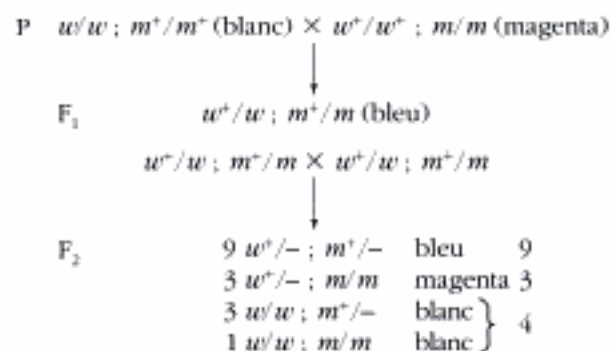 P w/w ; m⁺/m⁺ (blanc) × w⁺/w⁺ ; m/m (magenta)
F₁ w⁺/w ; m⁺/m (bleu)
w⁺/w ; m⁺/m × w⁺/w ; m⁺/m
F₂ 9 w⁺/– ; m⁺/– bleu 9
3 w⁺/– ; m/m magenta 3
3 w/w ; m⁺/– blanc
4
1 w/w ; m/m blanc